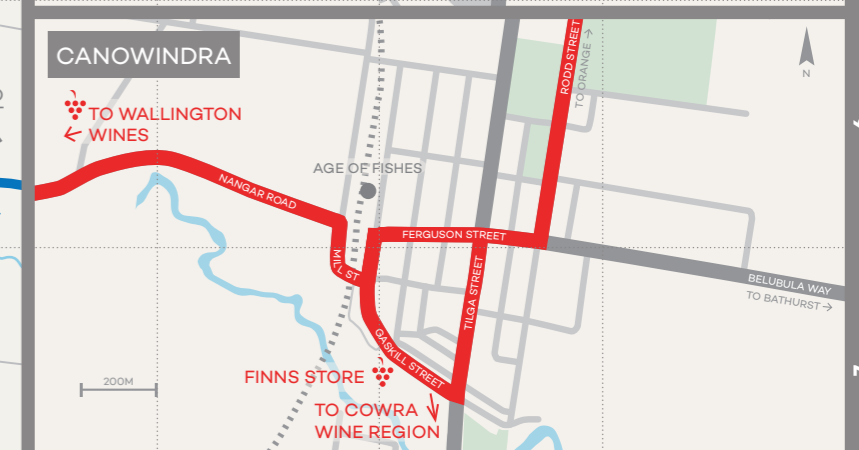 CANOWINDRA
TO WALLINGTON
← WINES
RODD STREET
TO ORANGE →
N
AGE OF FISHES
NANGAR ROAD
FERGUSON STREET
MILL ST
TILGA STREET
BELUBULA WAY
TO BATHURST →
GASKILL STREET
200M
FINNS STORE
TO COWRA
WINE REGION